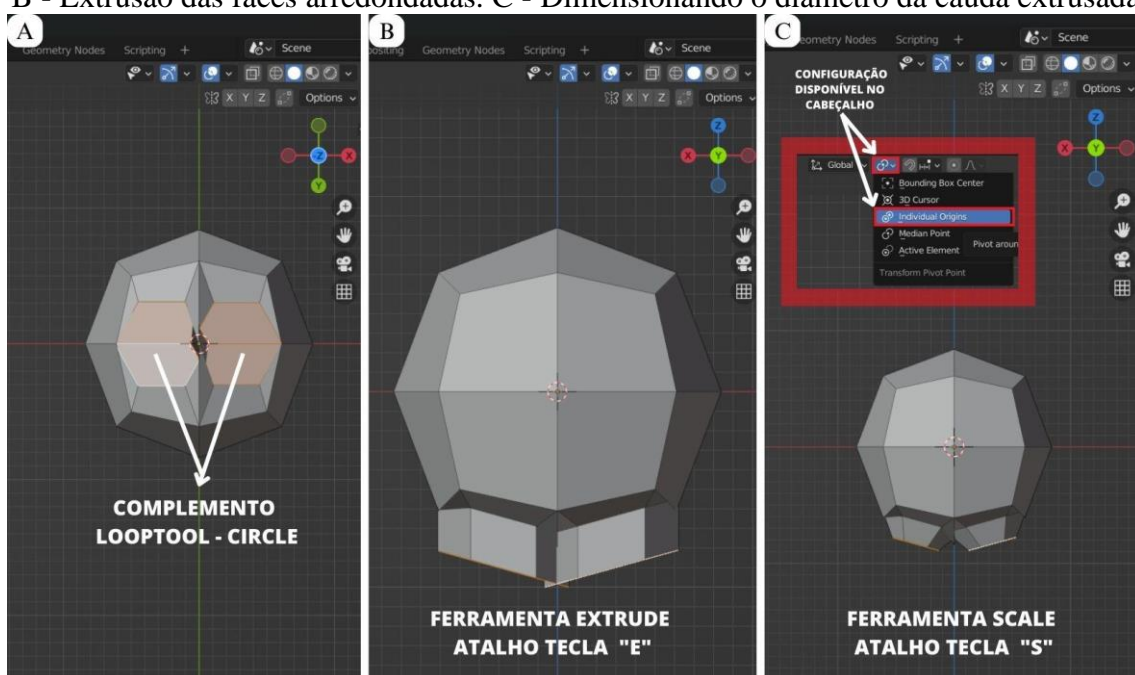 B - Extrusão das faces arredondadas. C - Dimensionando o diâmetro da cauda extrusada
A
Geometry Nodes Scripting + Scene
X Y Z Options
Z X
Y
COMPLEMENTO
LOOPTOOL - CIRCLE
B
Geometry Nodes Scripting + Scene
X Y Z Options
Z
X Y
FERRAMENTA EXTRUDE
ATALHO TECLA "E"
C
Geometry Nodes Scripting + Scene
X Y Z Options
CONFIGURAÇÃO
DISPONÍVEL NO
CABEÇALHO
Z
X Y
Global
Bounding Box Center
3D Cursor
Individual Origins
Median Point
Active Element
Pivot aroun
Transform Pivot Point
FERRAMENTA SCALE
ATALHO TECLA "S"